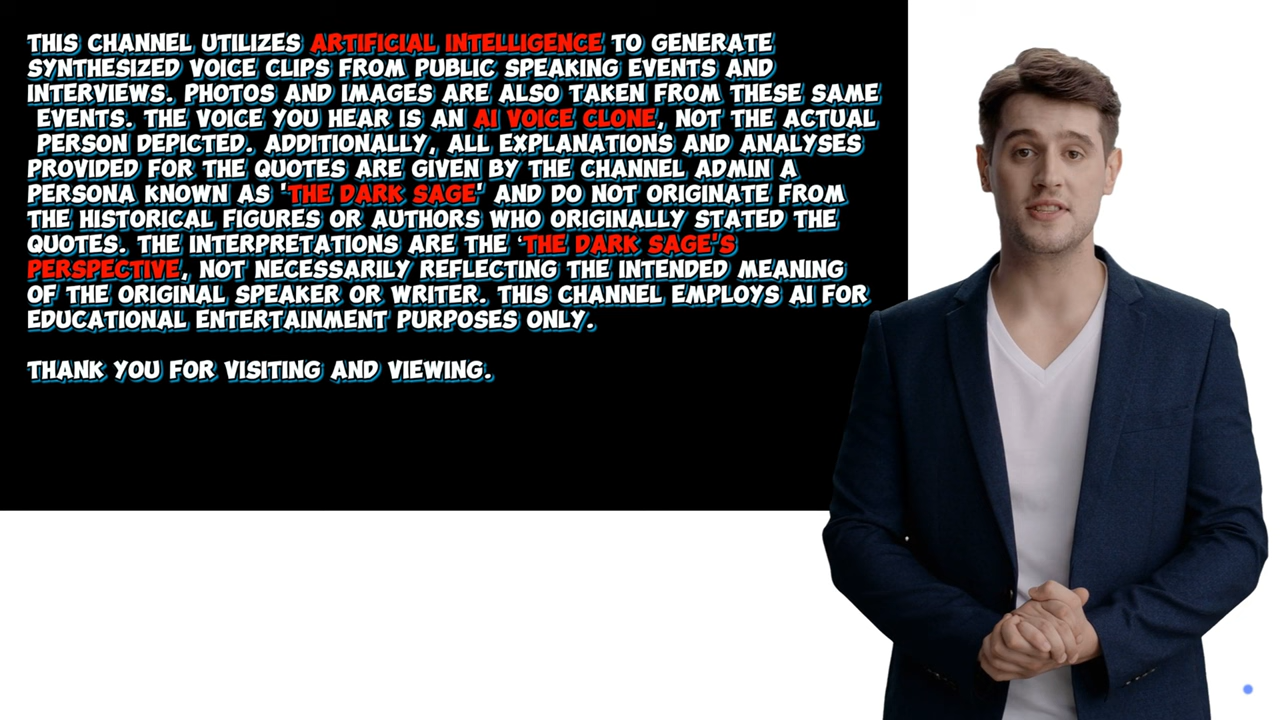 THIS CHANNEL UTILIZES ARTIFICIAL INTELLIGENCE TO GENERATE
SYNTHESIZED VOICE CLIPS FROM PUBLIC SPEAKING EVENTS AND
INTERVIEWS. PHOTOS AND IMAGES ARE ALSO TAKEN FROM THESE SAME
EVENTS. THE VOICE YOU HEAR IS AN AI VOICE CLONE, NOT THE ACTUAL
PERSON DEPICTED. ADDITIONALLY, ALL EXPLANATIONS AND ANALYSES
PROVIDED FOR THE QUOTES ARE GIVEN BY THE CHANNEL ADMIN A
PERSONA KNOWN AS 'THE DARK SAGE' AND DO NOT ORIGINATE FROM
THE HISTORICAL FIGURES OR AUTHORS WHO ORIGINALLY STATED THE
QUOTES. THE INTERPRETATIONS ARE THE 'THE DARK SAGE'S
PERSPECTIVE, NOT NECESSARILY REFLECTING THE INTENDED MEANING
OF THE ORIGINAL SPEAKER OR WRITER. THIS CHANNEL EMPLOYS AI FOR
EDUCATIONAL ENTERTAINMENT PURPOSES ONLY.
THANK YOU FOR VISITING AND VIEWING.